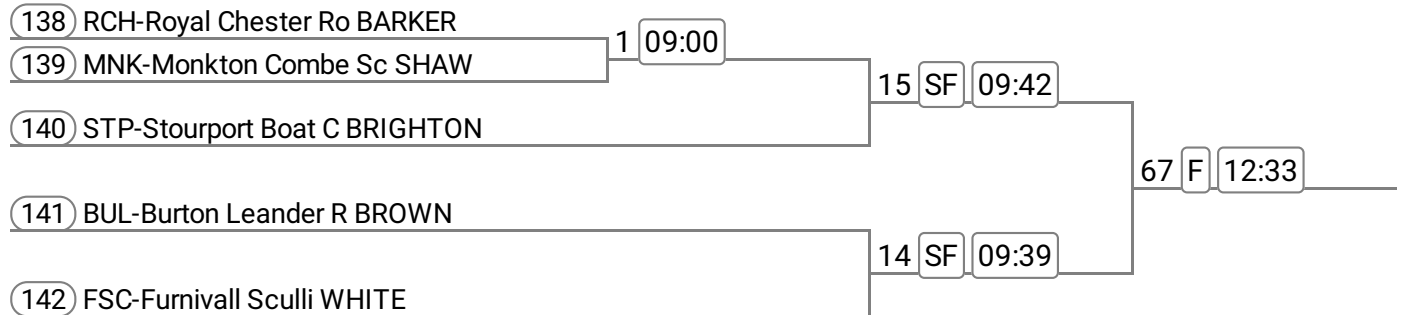 138 RCH-Royal Chester Ro BARKER
1 09:00
139 MNK-Monkton Combe Sc SHAW
15 SF 09:42
140 STP-Stourport Boat C BRIGHTON
67 F 12:33
141 BUL-Burton Leander R BROWN
14 SF 09:39
142 FSC-Furnivall Sculli WHITE